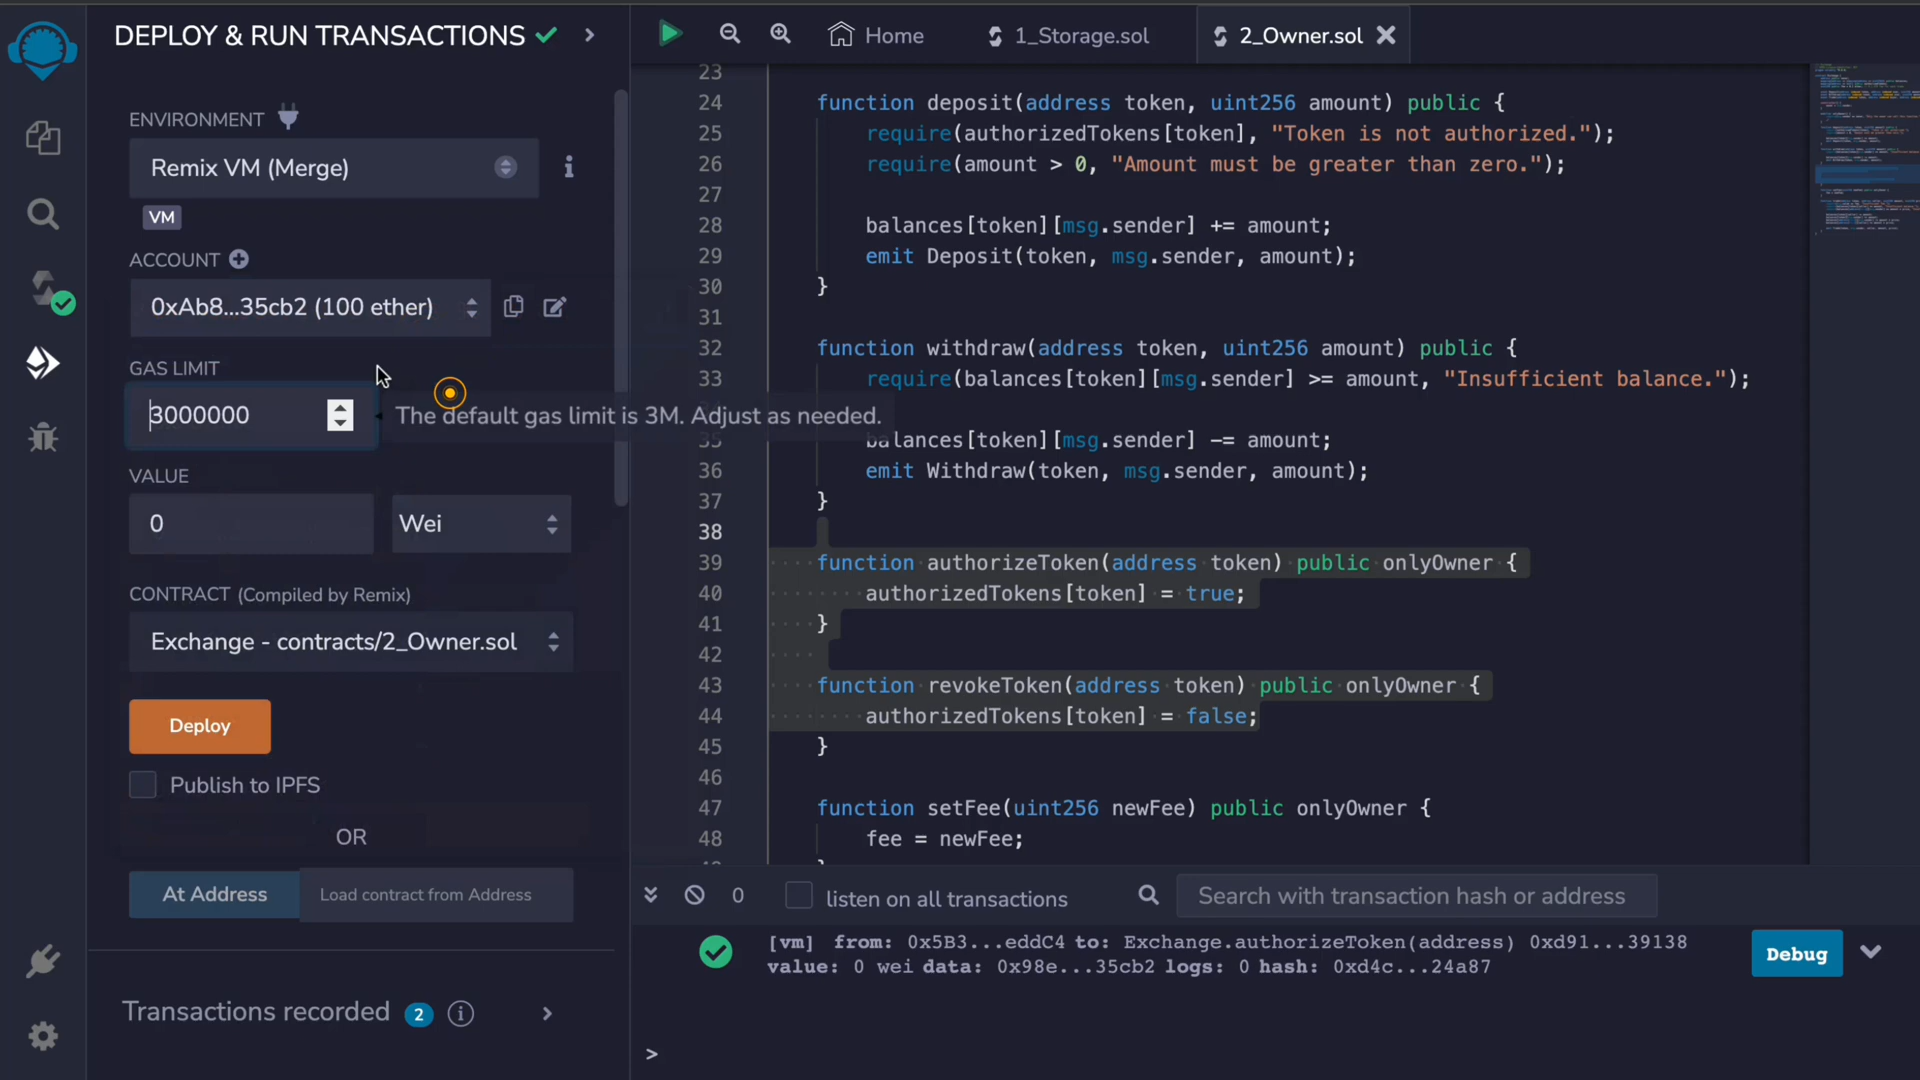 DEPLOY & RUN TRANSACTIONS
ENVIRONMENT
Remix VM (Merge)
VM
ACCOUNT
0xAb8...35cb2 (100 ether)
GAS LIMIT
3000000
The default gas limit is 3M. Adjust as needed.
VALUE
0
Wei
CONTRACT (Compiled by Remix)
Exchange - contracts/2_Owner.sol
Deploy
Publish to IPFS
OR
At Address
Load contract from Address
Transactions recorded 2
Home
1_Storage.sol
2_Owner.sol
23
24 function deposit(address token, uint256 amount) public {
25 require(authorizedTokens[token], "Token is not authorized.");
26 require(amount > 0, "Amount must be greater than zero.");
27
28 balances[token][msg.sender] += amount;
29 emit Deposit(token, msg.sender, amount);
30 }
31
32 function withdraw(address token, uint256 amount) public {
33 require(balances[token][msg.sender] >= amount, "Insufficient balance.");
35 balances[token][msg.sender] -= amount;
36 emit Withdraw(token, msg.sender, amount);
37 }
38
39 function authorizeToken(address token) public onlyOwner {
40 authorizedTokens[token] = true;
41 }
42
43 function revokeToken(address token) public onlyOwner {
44 authorizedTokens[token] = false;
45 }
46
47 function setFee(uint256 newFee) public onlyOwner {
48 fee = newFee;
0
listen on all transactions
Search with transaction hash or address
[vm] from: 0x5B3...eddC4 to: Exchange.authorizeToken(address) 0xd91...39138
value: 0 wei data: 0x98e...35cb2 logs: 0 hash: 0xd4c...24a87
Debug
>